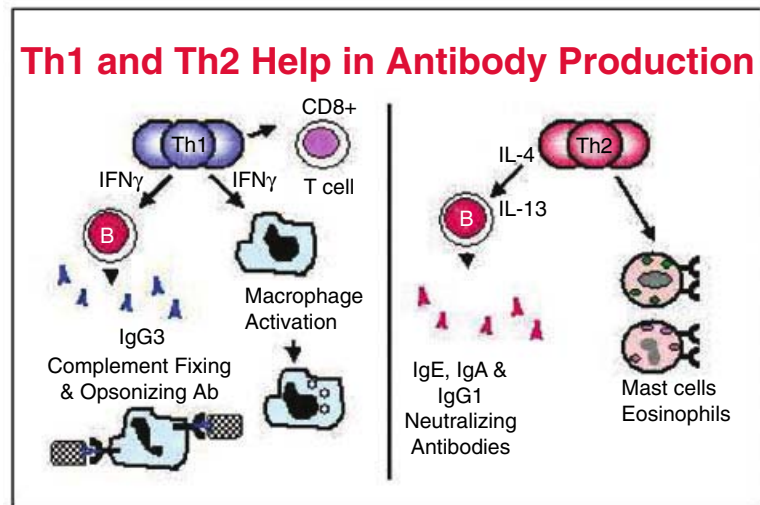 Th1 and Th2 Help in Antibody Production
CD8+
Th1
T cell
IFNγ
IFNγ
B
Macrophage
Activation
IgG3
Complement Fixing
& Opsonizing Ab
Th2
IL-4
B
IL-13
IgE, IgA &
IgG1
Neutralizing
Antibodies
Mast cells
Eosinophils